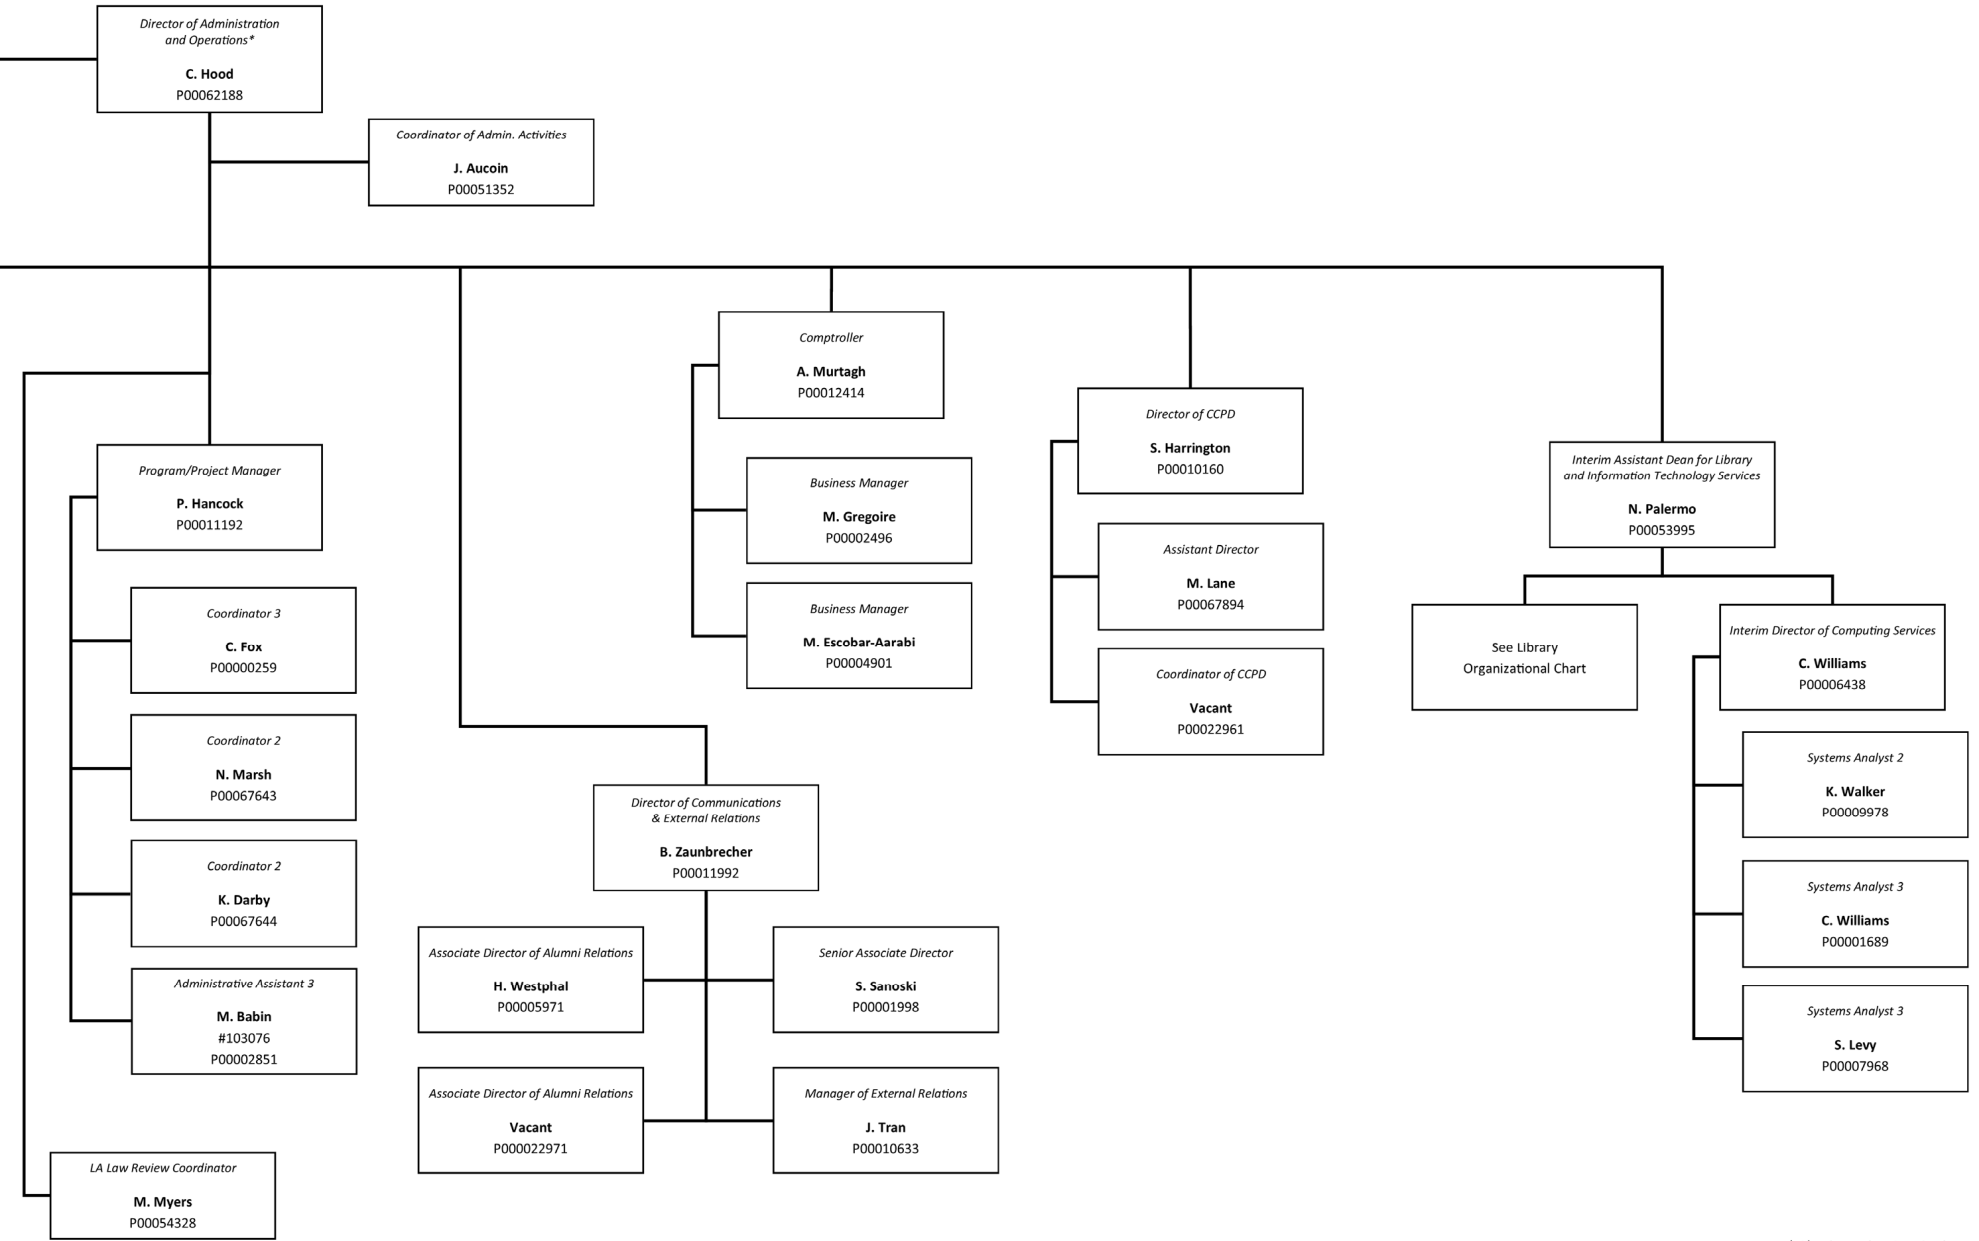 Director of Administration
and Operations*
C. Hood
P00062188
Coordinator of Admin. Activities
J. Aucoin
P00051352
Program/Project Manager
P. Hancock
P00011192
Coordinator 3
C. Fox
P00000259
Coordinator 2
N. Marsh
P00067643
Coordinator 2
K. Darby
P00067644
Administrative Assistant 3
M. Babin
#103076
P00002851
LA Law Review Coordinator
M. Myers
P00054328
Director of Communications
& External Relations
B. Zaunbrecher
P00011992
Associate Director of Alumni Relations
H. Westphal
P00005971
Senior Associate Director
S. Sanoski
P00001998
Associate Director of Alumni Relations
Vacant
P000022971
Manager of External Relations
J. Tran
P00010633
Comptroller
A. Murtagh
P00012414
Business Manager
M. Gregoire
P00002496
Business Manager
M. Escobar-Aarabi
P00004901
Director of CCPD
S. Harrington
P00010160
Assistant Director
M. Lane
P00067894
Coordinator of CCPD
Vacant
P00022961
Interim Assistant Dean for Library
and Information Technology Services
N. Palermo
P00053995
See Library
Organizational Chart
Interim Director of Computing Services
C. Williams
P00006438
Systems Analyst 2
K. Walker
P00009978
Systems Analyst 3
C. Williams
P00001689
Systems Analyst 3
S. Levy
P00007968